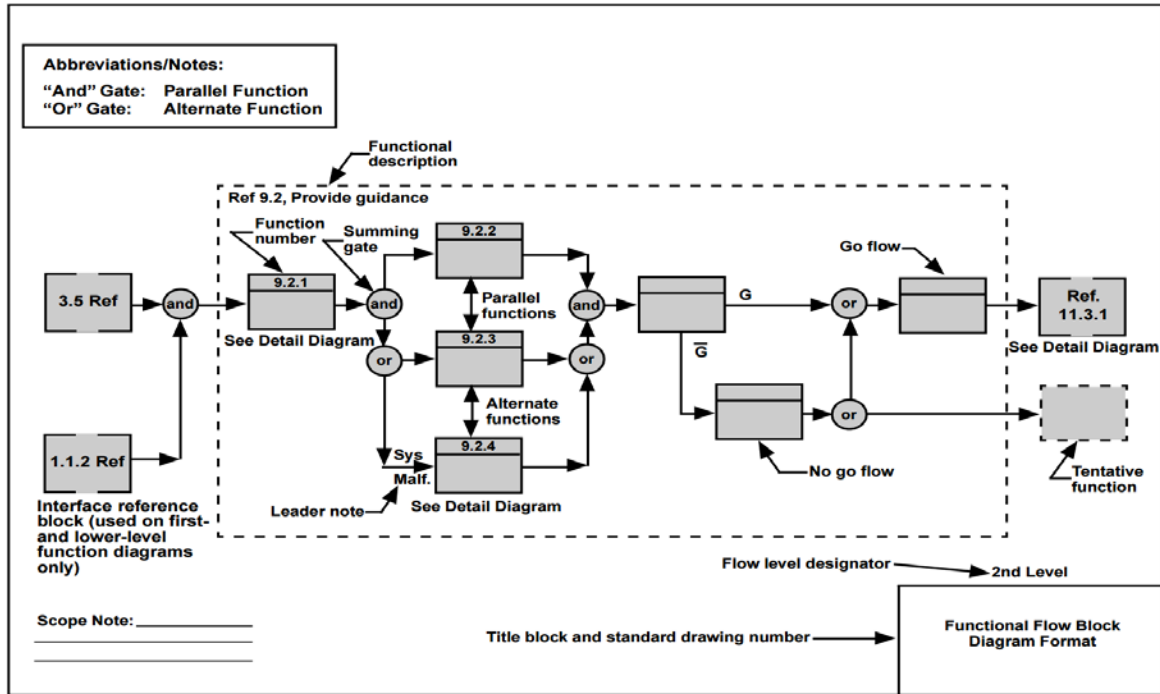 Abbreviations/Notes:
“And” Gate: Parallel Function
“Or” Gate: Alternate Function
Functional
description
Ref 9.2, Provide guidance
Function
number
Summing
gate
9.2.2
Go flow
3.5 Ref
and
9.2.1
and
Parallel
functions
and
G
or
Ref.
11.3.1
See Detail Diagram
See Detail Diagram
or
9.2.3
or
G̅
Alternate
functions
or
1.1.2 Ref
Sys
Malf.
9.2.4
No go flow
Tentative
function
Leader note
See Detail Diagram
Interface reference
block (used on first-
and lower-level
function diagrams
only)
Flow level designator
2nd Level
Scope Note:
Title block and standard drawing number
Functional Flow Block
Diagram Format